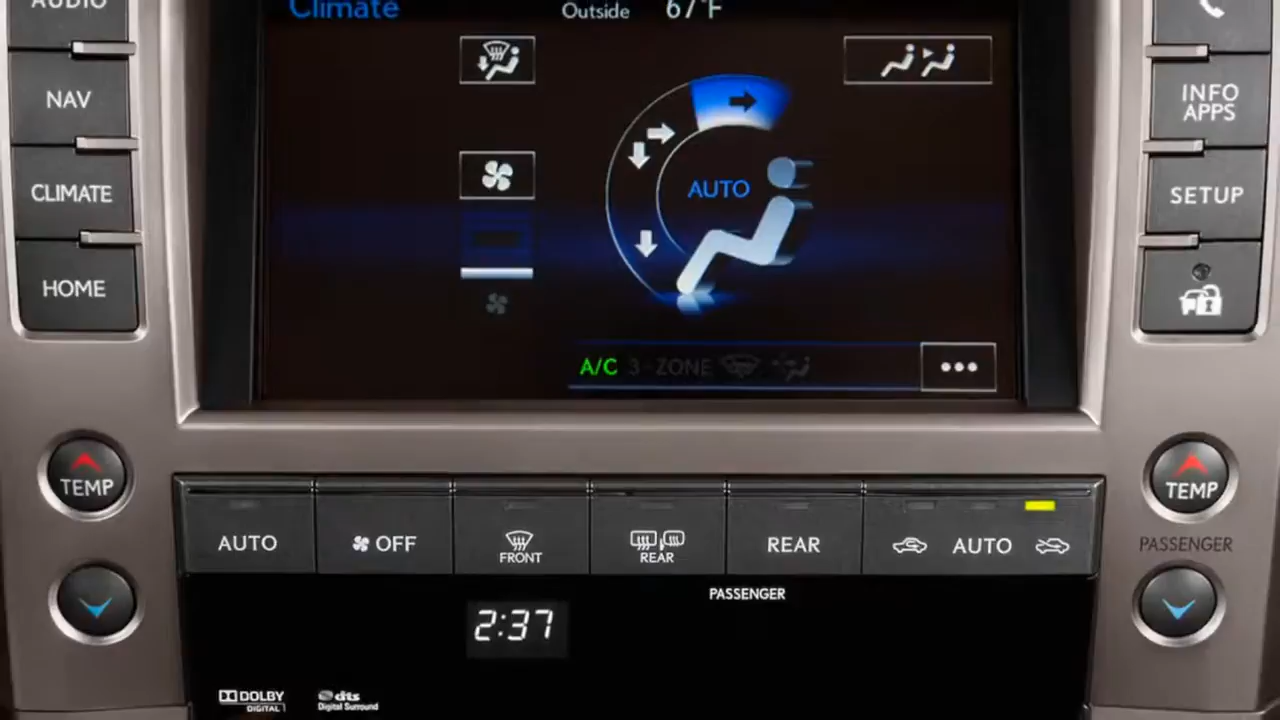 AUDIO
Climate
Outside 67°F
NAV
INFO
APPS
CLIMATE
AUTO
SETUP
HOME
A/C 3-ZONE
TEMP
TEMP
AUTO
OFF
FRONT
REAR
REAR
AUTO
PASSENGER
PASSENGER
2:37
DOLBY
DIGITAL
dts
Digital Surround